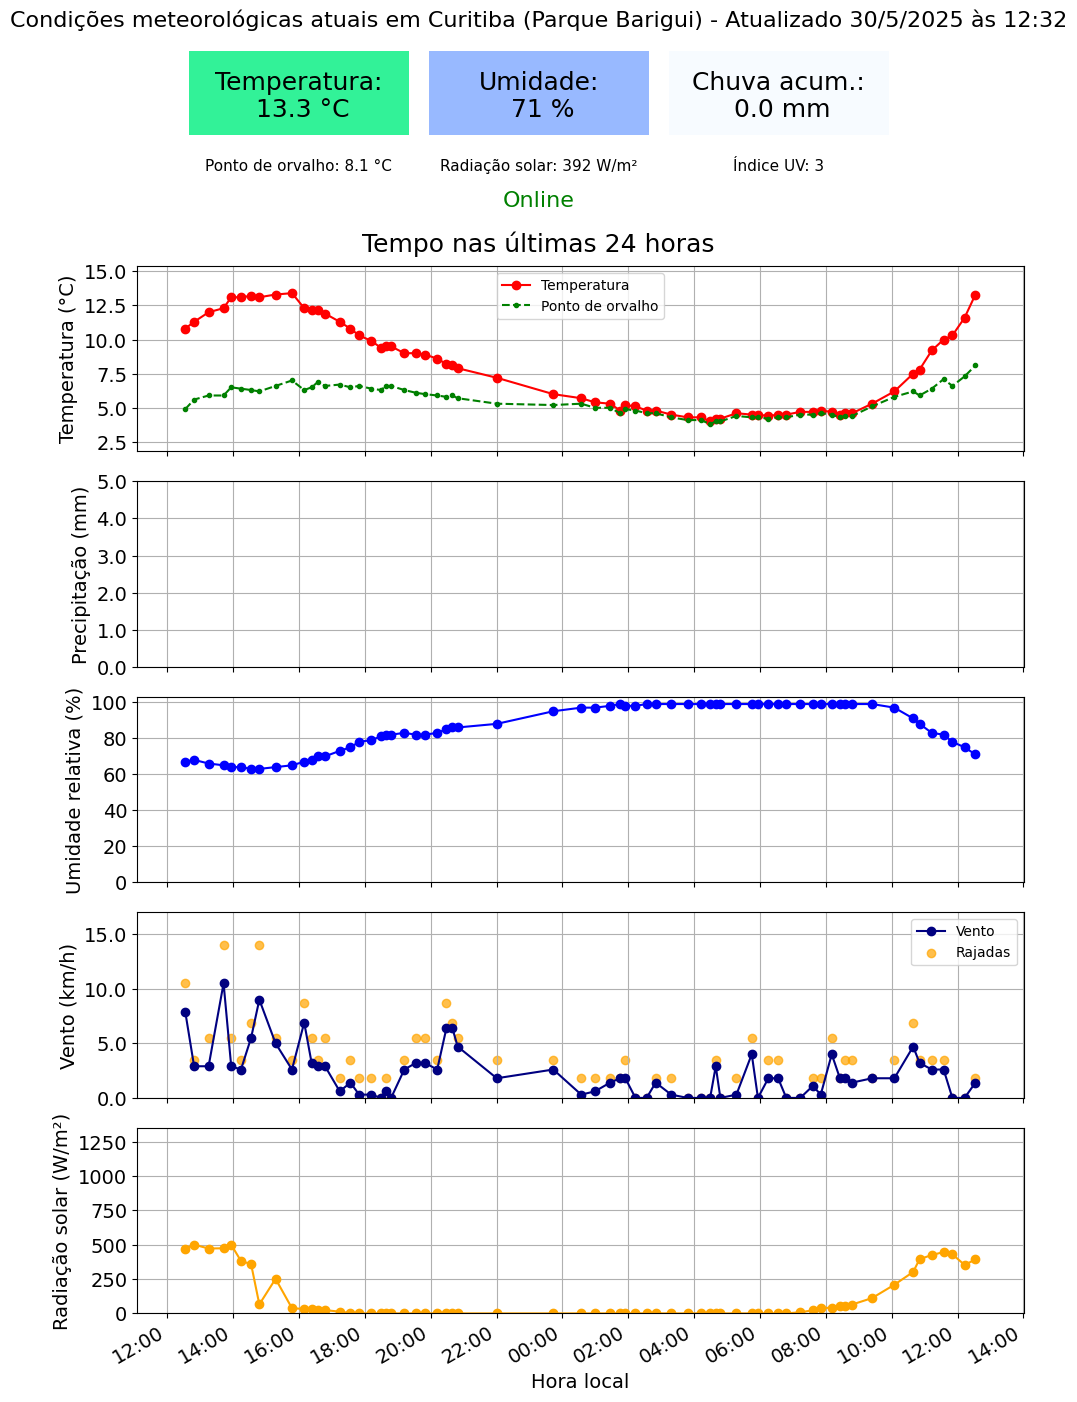 Condições meteorológicas atuais em Curitiba (Parque Barigui) - Atualizado 30/5/2025 às 12:32
Temperatura:
13.3 °C
Umidade:
71 %
Chuva acum.:
0.0 mm
Ponto de orvalho: 8.1 °C
Radiação solar: 392 W/m²
Índice UV: 3
Online
Tempo nas últimas 24 horas
Temperatura (°C)
15.0
12.5
10.0
7.5
5.0
2.5
Temperatura
Ponto de orvalho
Precipitação (mm)
5.0
4.0
3.0
2.0
1.0
0.0
Umidade relativa (%)
100
80
60
40
20
0
Vento (km/h)
15.0
10.0
5.0
0.0
Vento
Rajadas
Radiação solar (W/m²)
1250
1000
750
500
250
0
12:00
14:00
16:00
18:00
20:00
22:00
00:00
02:00
04:00
06:00
08:00
10:00
12:00
14:00
Hora local